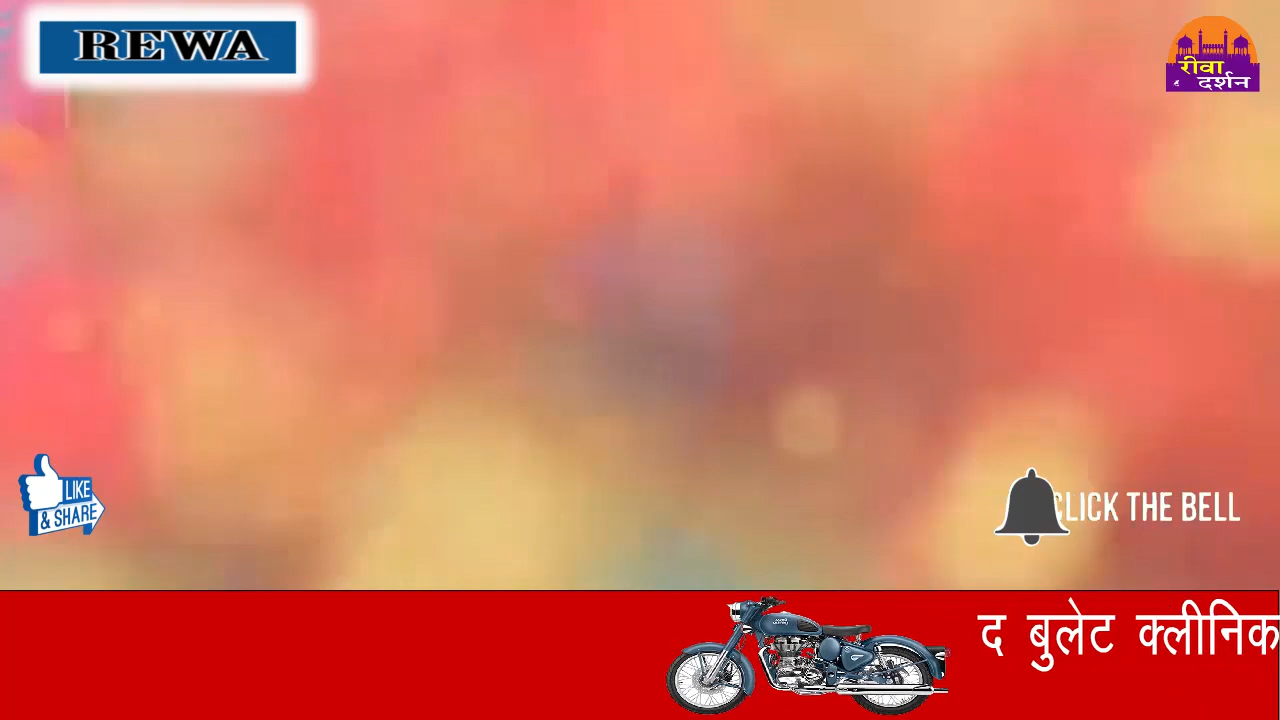 REWA
रीवा
दर्शन
LIKE
& SHARE
CLICK THE BELL
द बुलेट क्लीनिक